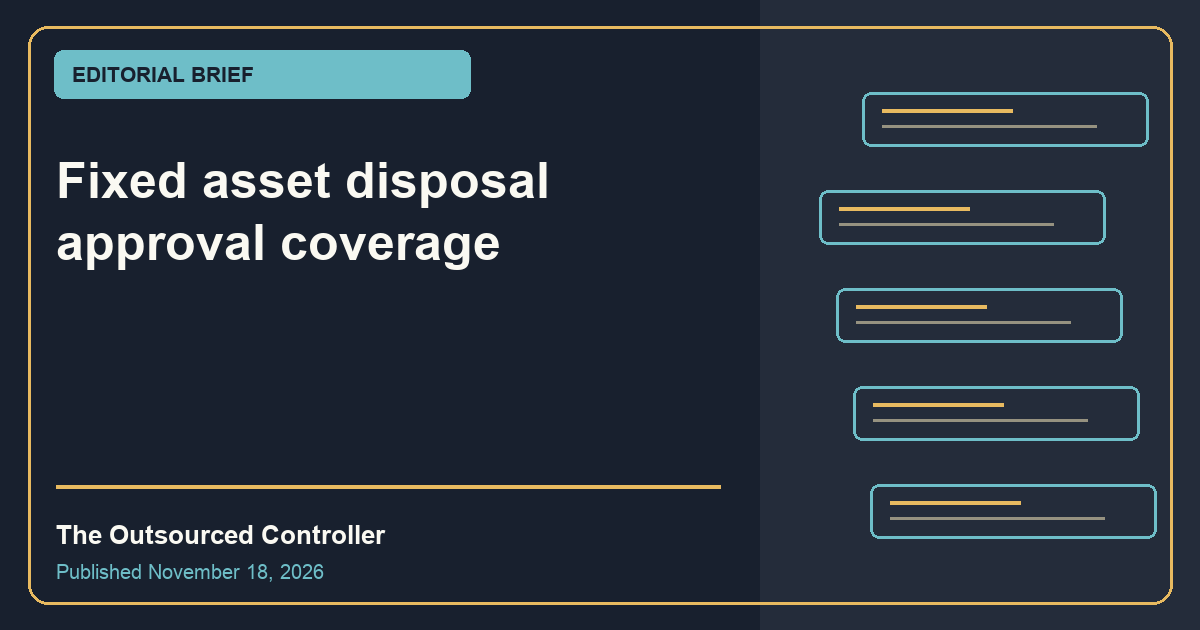 EDITORIAL BRIEF
Fixed asset disposal
approval coverage
The Outsourced Controller
Published November 18, 2026